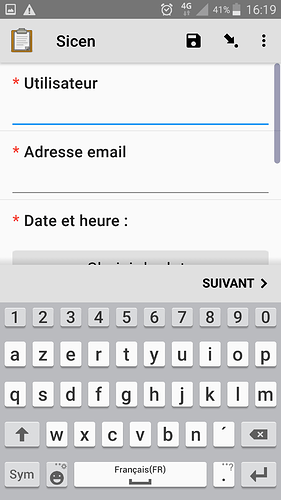 4G 41% 16:19
Sicen
* Utilisateur
* Adresse email
* Date et heure :
SUIVANT
1 2 3 4 5 6 7 8 9 0
a z e r t y u i o p
q s d f g h j k l m
w x c v b n ´
Sym Français(FR) . ...?